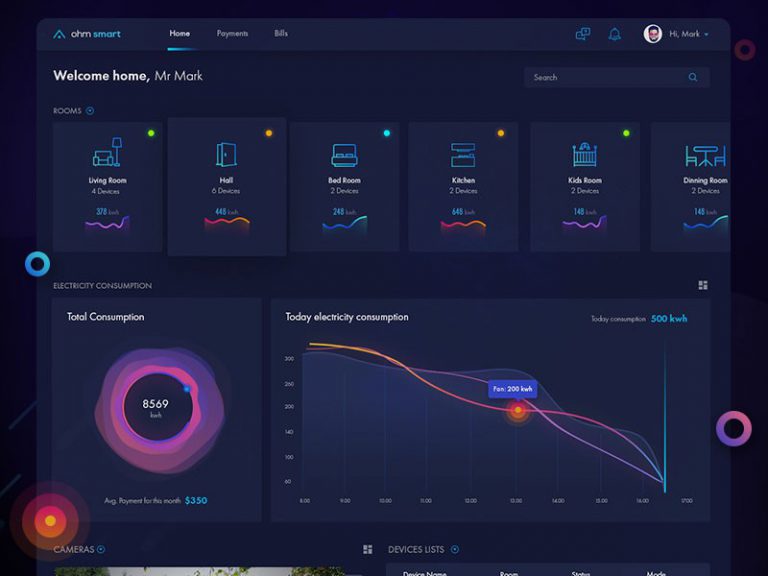 ohm smart
Home Payments Bills
Hi, Mark
Welcome home, Mr Mark
Search
ROOMS
Living Room
4 Devices
378 kwh
Hall
6 Devices
448 kwh
Bed Room
2 Devices
248 kwh
Kitchen
2 Devices
648 kwh
Kids Room
2 Devices
148 kwh
Dinning Room
2 Devices
148 kwh
ELECTRICITY CONSUMPTION
Total Consumption
8569
kwh
Avg. Payment for this month $350
Today electricity consumption
Today consumption 500 kwh
300
260
200
140
100
60
Fan: 200 kwh
8:00 9:00 10:00 11:00 12:00 13:00 14:00 15:00 16:00 17:00
CAMERAS
DEVICES LISTS
Device Name Room Status Mode